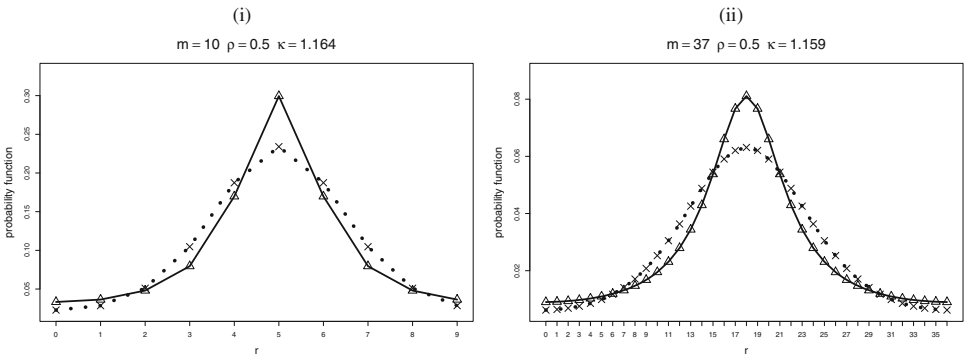 (i)
m = 10 ρ = 0.5 κ = 1.164
probability function
0.30
0.25
0.20
0.15
0.10
0.05
0 1 2 3 4 5 6 7 8 9
r
(ii)
m = 37 ρ = 0.5 κ = 1.159
probability function
0.08
0.06
0.04
0.02
0 1 2 3 4 5 6 7 8 9 11 13 15 17 19 21 23 25 27 29 31 33 35
r